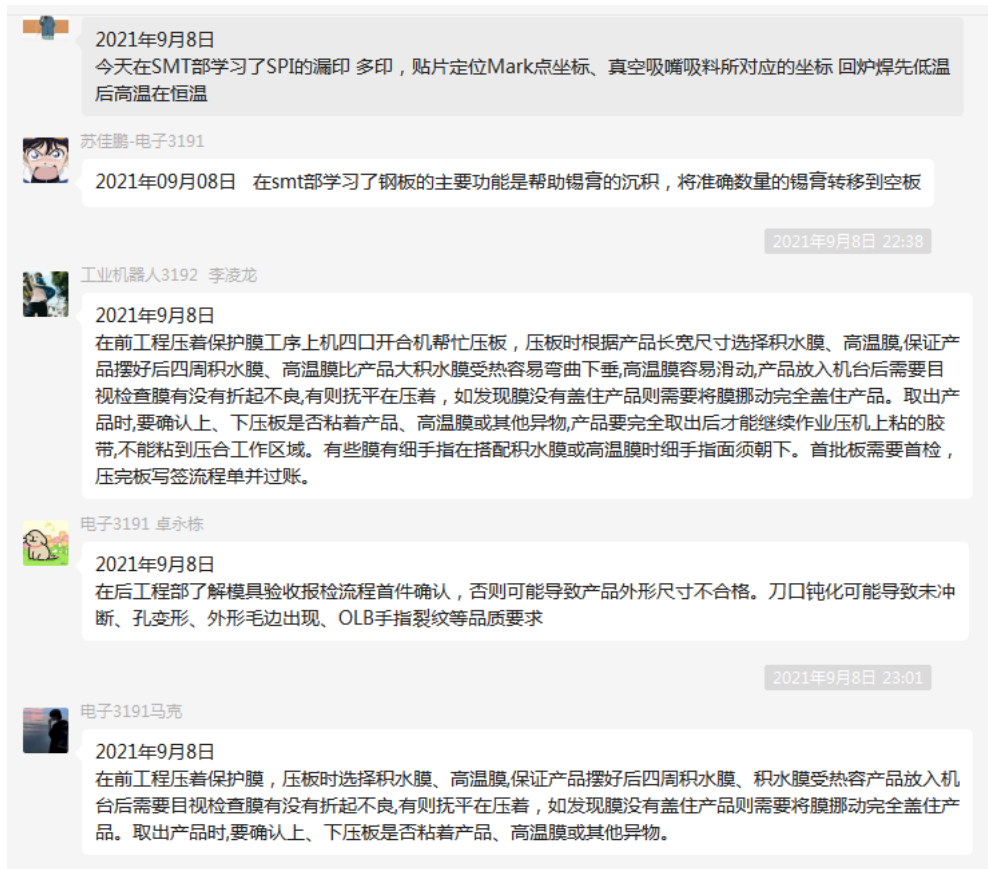 2021年9月8日
今天在SMT部学习了SPI的漏印 多印，贴片定位Mark点坐标、真空吸嘴吸料所对应的坐标 回炉焊先低温
后高温在恒温
苏佳鹏-电子3191
2021年09月08日 在smt部学习了钢板的主要功能是帮助锡膏的沉积，将准确数量的锡膏转移到空板
2021年9月8日 22:38
工业机器人3192 李凌龙
2021年9月8日
在前工程压着保护膜工序上机四口开台机帮忙压板，压板时根据产品长宽尺寸选择积水膜、高温膜,保证产
品摆好后四周积水膜、高温膜比产品大积水膜受热容易弯曲下垂,高温膜容易滑动,产品放入机台后需要目
视检查膜有没有折起不良,有则抚平在压着，如发现膜没有盖住产品则需要将膜挪动完全盖住产品。取出产
品时,要确认上、下压板是否粘着产品、高温膜或其他异物,产品要完全取出后才能继续作业压机上粘的胶
带,不能粘到压合工作区域。有些膜有细手指在搭配积水膜或高温膜时细手指面须朝下。首批板需要首检，
压完板写签流程单并过账。
电子3191 卓永栋
2021年9月8日
在后工程部了解模具验收报检流程首件确认，否则可能导致产品外形尺寸不合格。刀口钝化可能导致未冲
断、孔变形、外形毛边出现、OLB手指裂纹等品质要求
2021年9月8日 23:01
电子3191马克
2021年9月8日
在前工程压着保护膜，压板时选择积水膜、高温膜,保证产品摆好后四周积水膜、积水膜受热容产品放入机
台后需要目视检查膜有没有折起不良,有则抚平在压着，如发现膜没有盖住产品则需要将膜挪动完全盖住产
品。取出产品时,要确认上、下压板是否粘着产品、高温膜或其他异物。